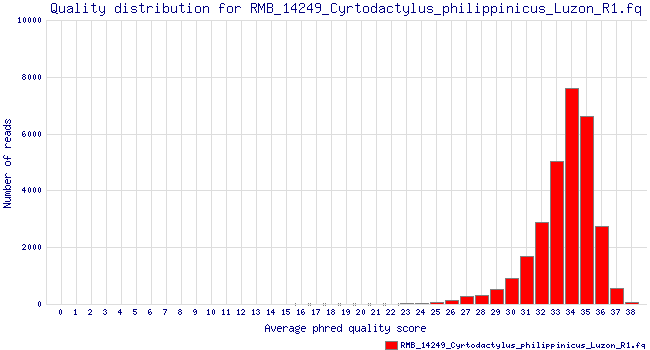 Quality distribution for RMB_14249_Cyrtodactylus_philippinicus_Luzon_R1.fq
10000
8000
6000
4000
2000
0
Number of reads
0 1 2 3 4 5 6 7 8 9 10 11 12 13 14 15 16 17 18 19 20 21 22 23 24 25 26 27 28 29 30 31 32 33 34 35 36 37 38
Average phred quality score
RMB_14249_Cyrtodactylus_philippinicus_Luzon_R1.fq